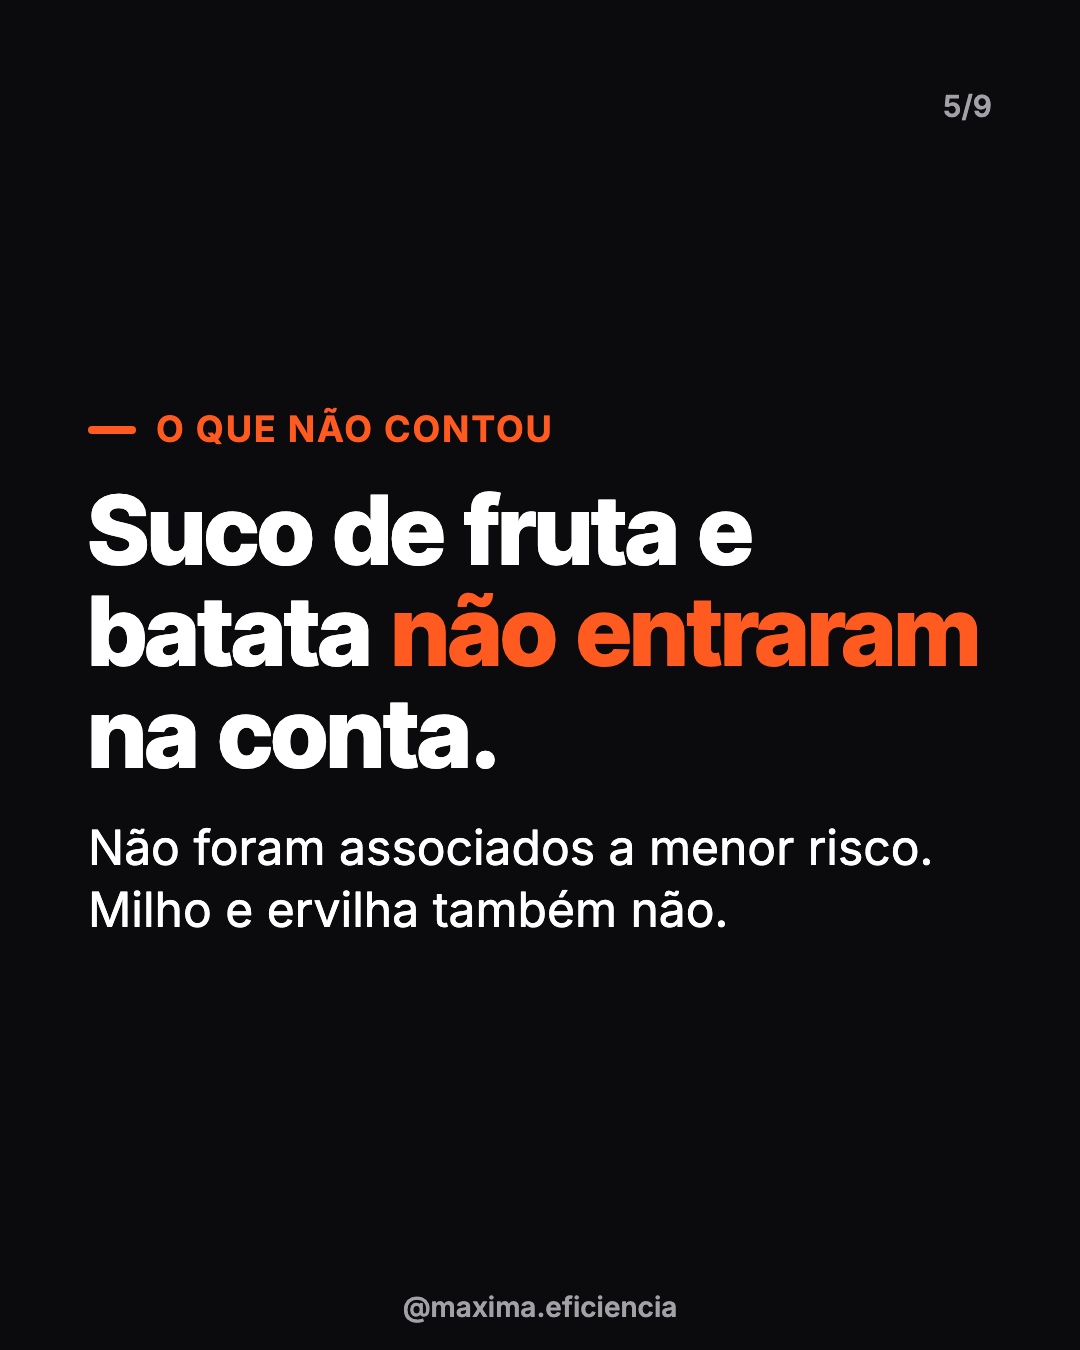 5/9
O QUE NÃO CONTOU
Suco de fruta e
batata não entraram
na conta.
Não foram associados a menor risco.
Milho e ervilha também não.
@maxima.eficiencia